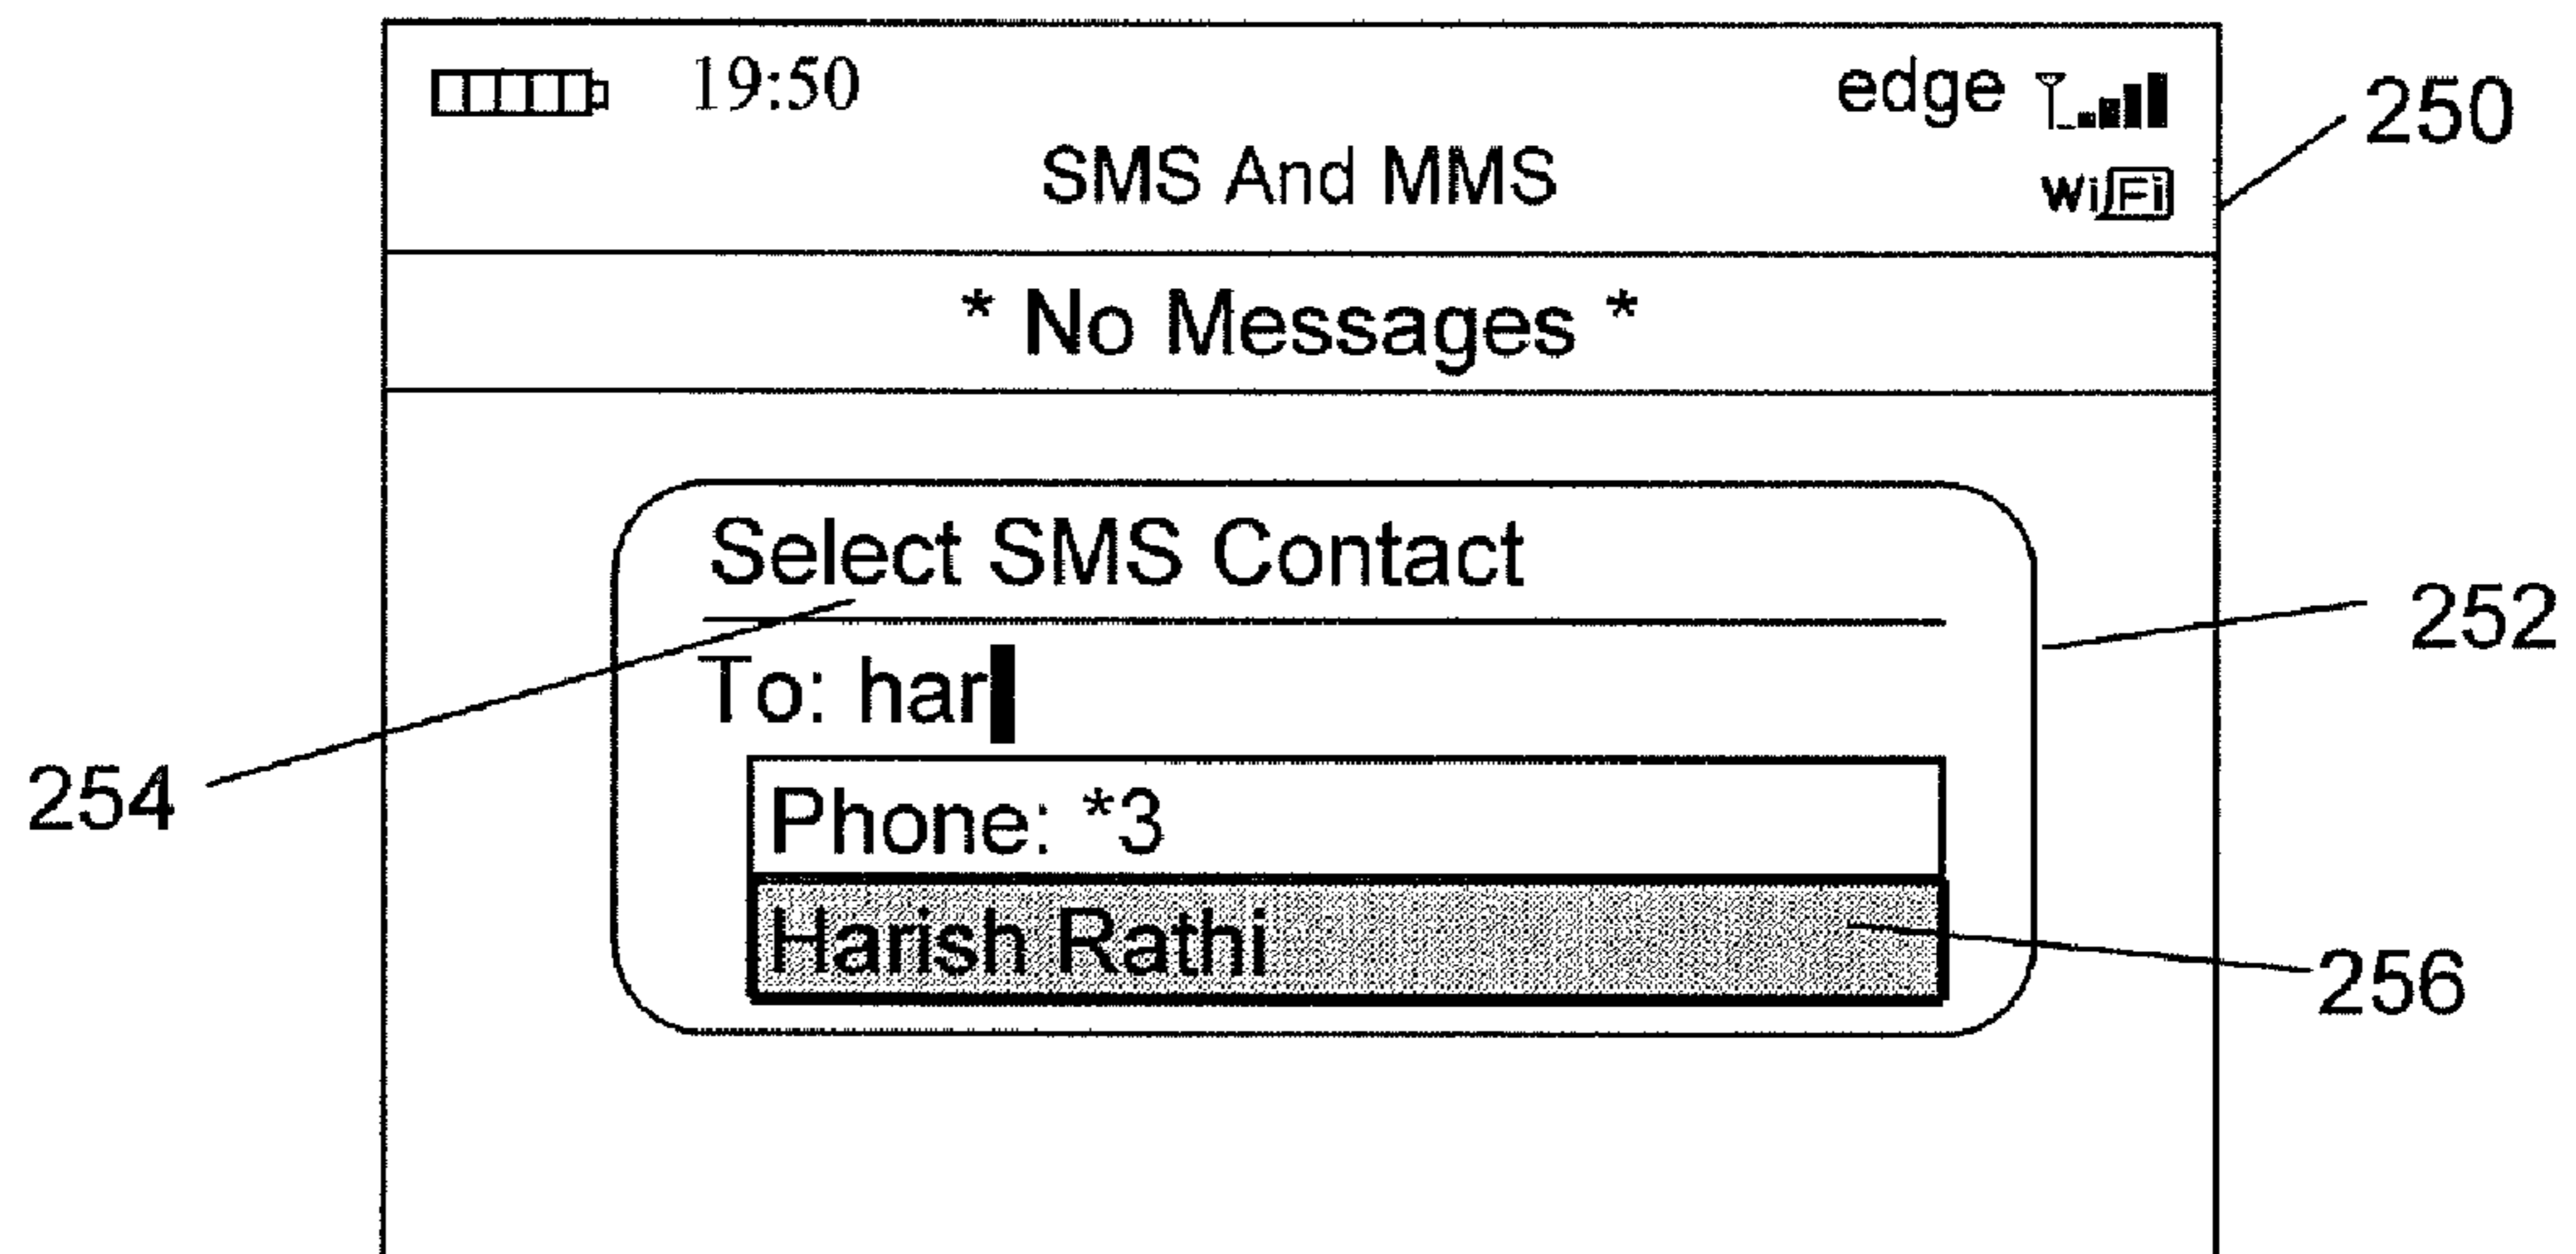 19:50 edge
250
SMS And MMS
WiFi
* No Messages *
Select SMS Contact
252
To: har
254
Phone: *3
Harish Rathi
256